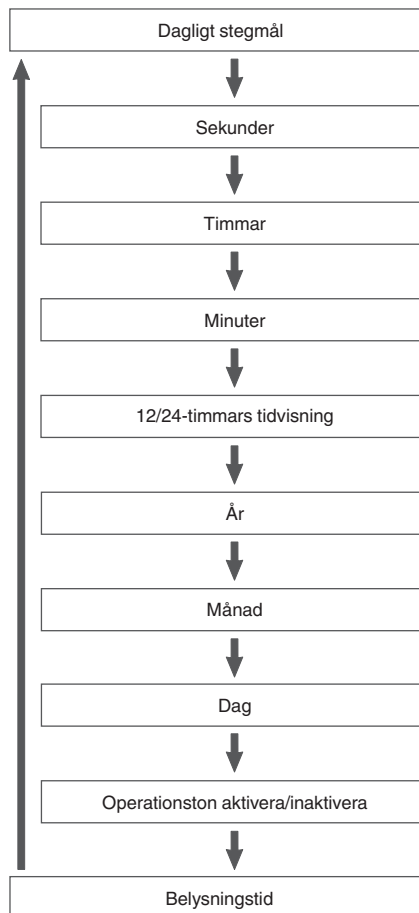 Dagligt stegmål
Sekunder
Timmar
Minuter
12/24-timmars tidvisning
År
Månad
Dag
Operationston aktivera/inaktivera
Belysningstid